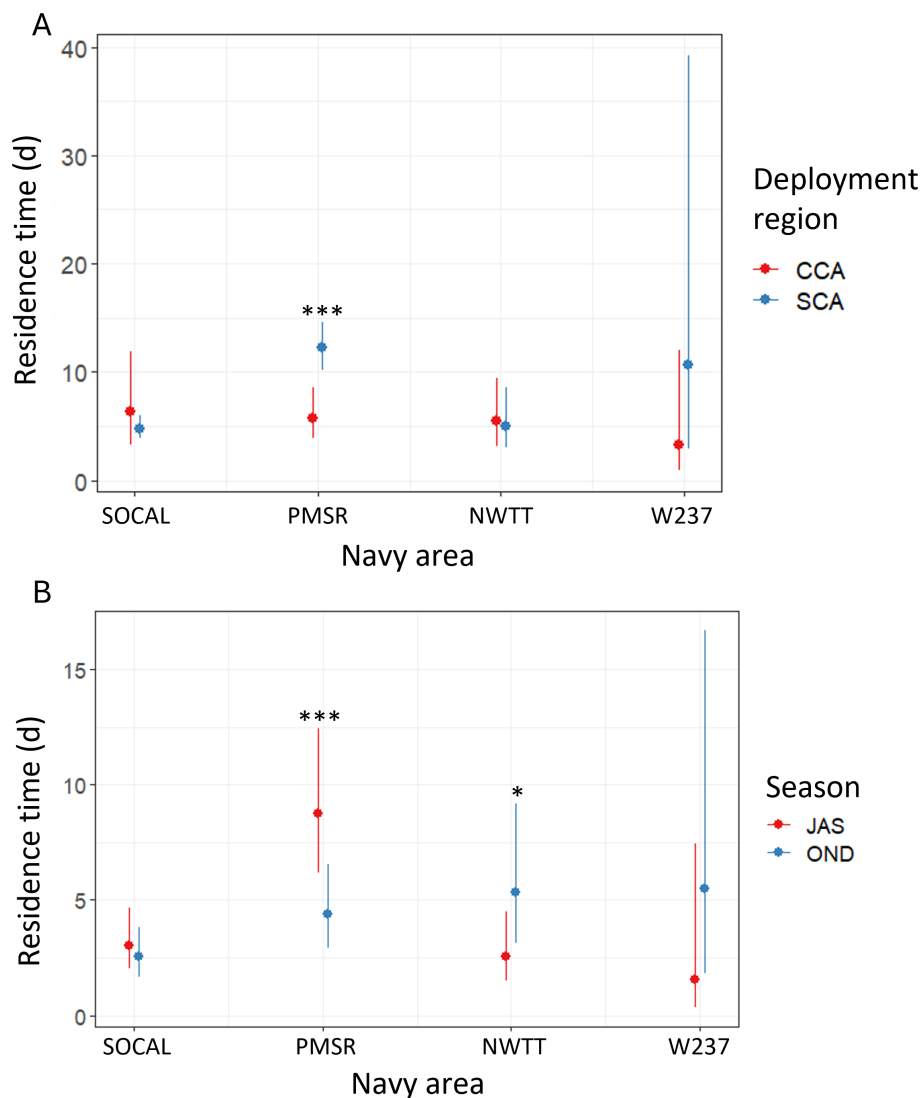 A
40
30
20
10
0
Residence time (d)
***
SOCAL PMSR NWTT W237
Navy area
Deployment
region
CCA
SCA
B
15
10
5
0
Residence time (d)
***
*
SOCAL PMSR NWTT W237
Navy area
Season
JAS
OND